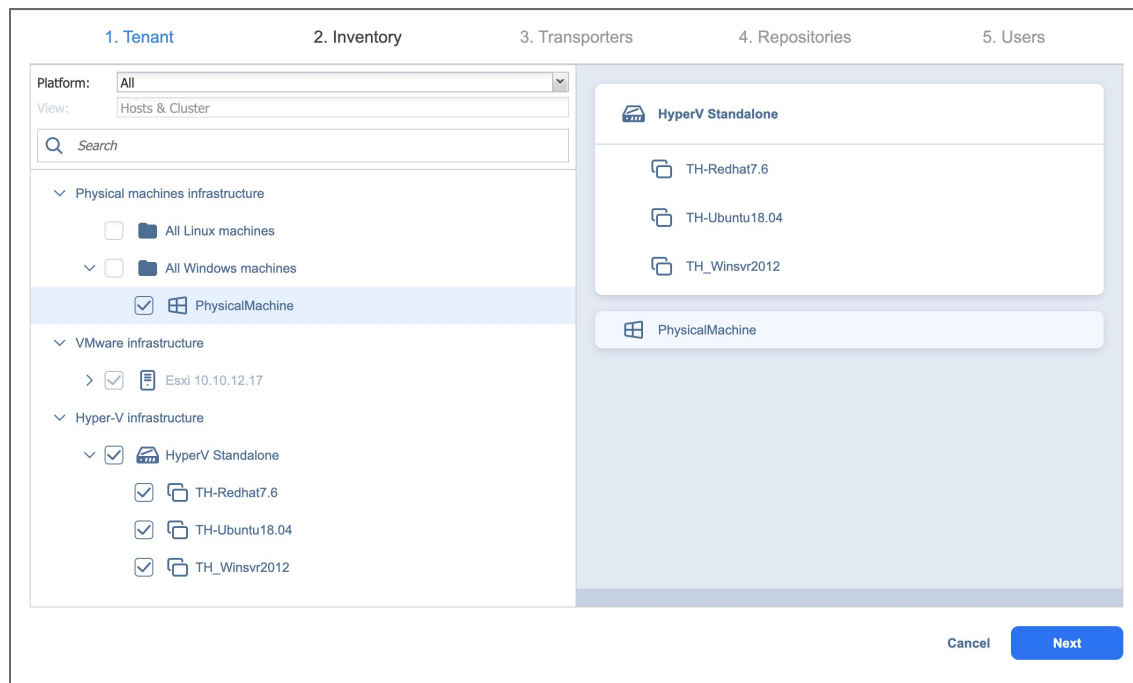 1. Tenant
2. Inventory
3. Transporters
4. Repositories
5. Users
Platform:
All
View:
Hosts & Cluster
Search
Physical machines infrastructure
All Linux machines
All Windows machines
PhysicalMachine
VMware infrastructure
Esxi 10.10.12.17
Hyper-V infrastructure
HyperV Standalone
TH-Redhat7.6
TH-Ubuntu18.04
TH_Winsvr2012
HyperV Standalone
TH-Redhat7.6
TH-Ubuntu18.04
TH_Winsvr2012
PhysicalMachine
Cancel
Next